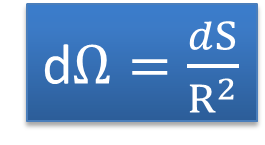 dΩ = dS / R²